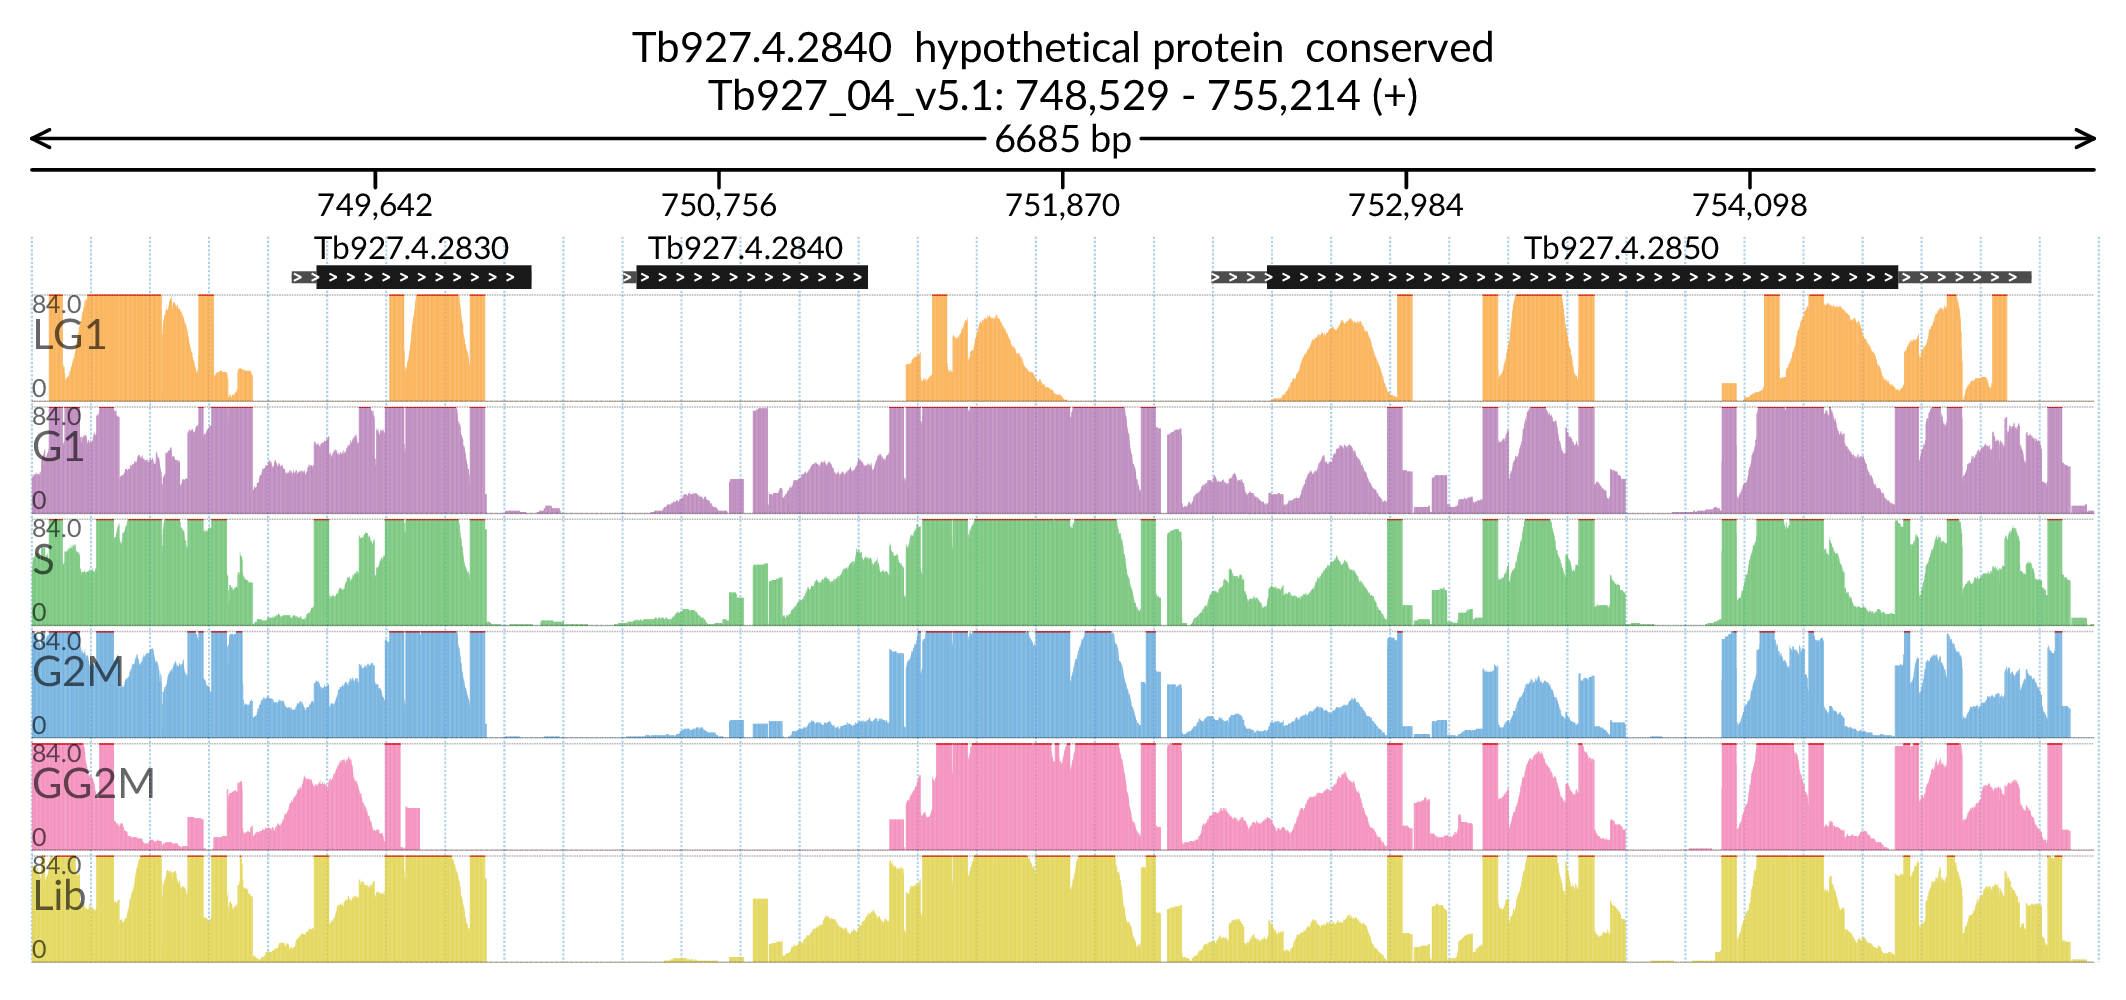 Tb927.4.2840 hypothetical protein conserved
Tb927_04_v5.1: 748,529 - 755,214 (+)
6685 bp
749,642 750,756 751,870 752,984 754,098
Tb927.4.2830 Tb927.4.2840 Tb927.4.2850
84.0
LG1
0
84.0
G1
0
84.0
S
0
84.0
G2M
0
84.0
GG2M
0
84.0
Lib
0